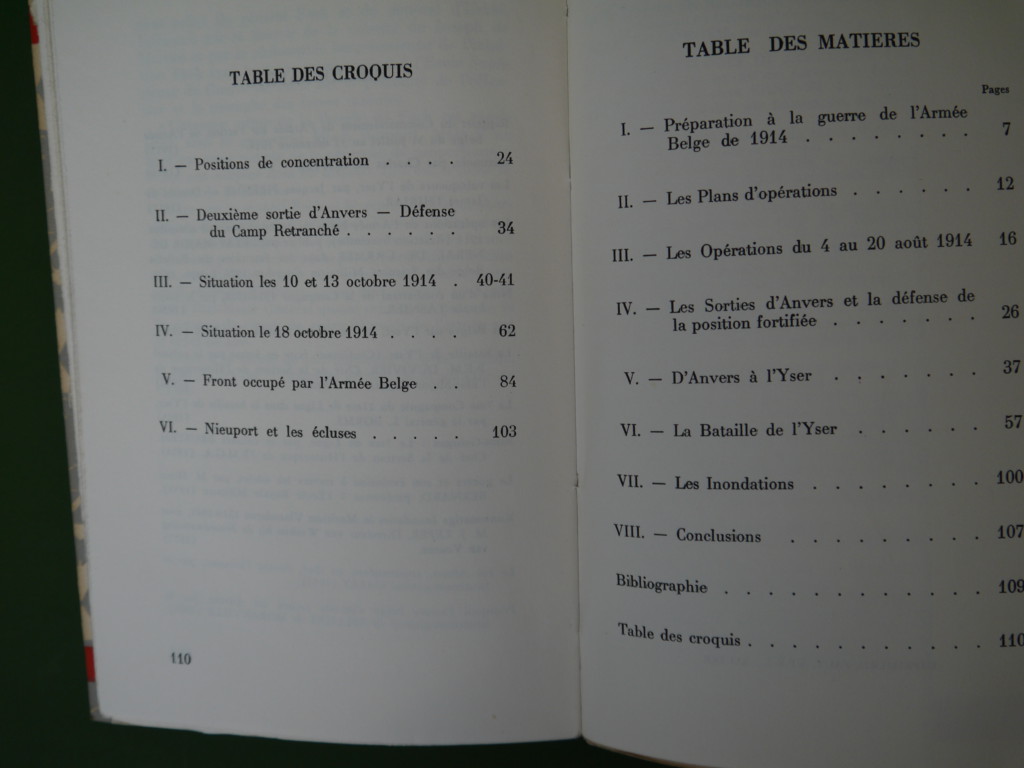 TABLE DES CROQUIS
I. — Positions de concentration . . . . 24
II. — Deuxième sortie d'Anvers — Défense
du Camp Retranché . . . . . . 34
III. — Situation les 10 et 13 octobre 1914 . 40-41
IV. — Situation le 18 octobre 1914 . . . . 62
V. — Front occupé par l'Armée Belge . . 84
VI. — Nieuport et les écluses . . . . . 103
110
TABLE DES MATIERES
Pages
I. — Préparation à la guerre de l'Armée
Belge de 1914 . . . . . . . . 7
II. — Les Plans d'opérations . . . . . . 12
III. — Les Opérations du 4 au 20 août 1914 16
IV. — Les Sorties d'Anvers et la défense de
la position fortifiée . . . . . . . 26
V. — D'Anvers à l'Yser . . . . . . . 37
VI. — La Bataille de l'Yser . . . . . . 57
VII. — Les Inondations . . . . . . . . 100
VIII. — Conclusions . . . . . . . . 107
Bibliographie . . . . . . . . . . . . 109
Table des croquis . . . . . . . . . . . 110